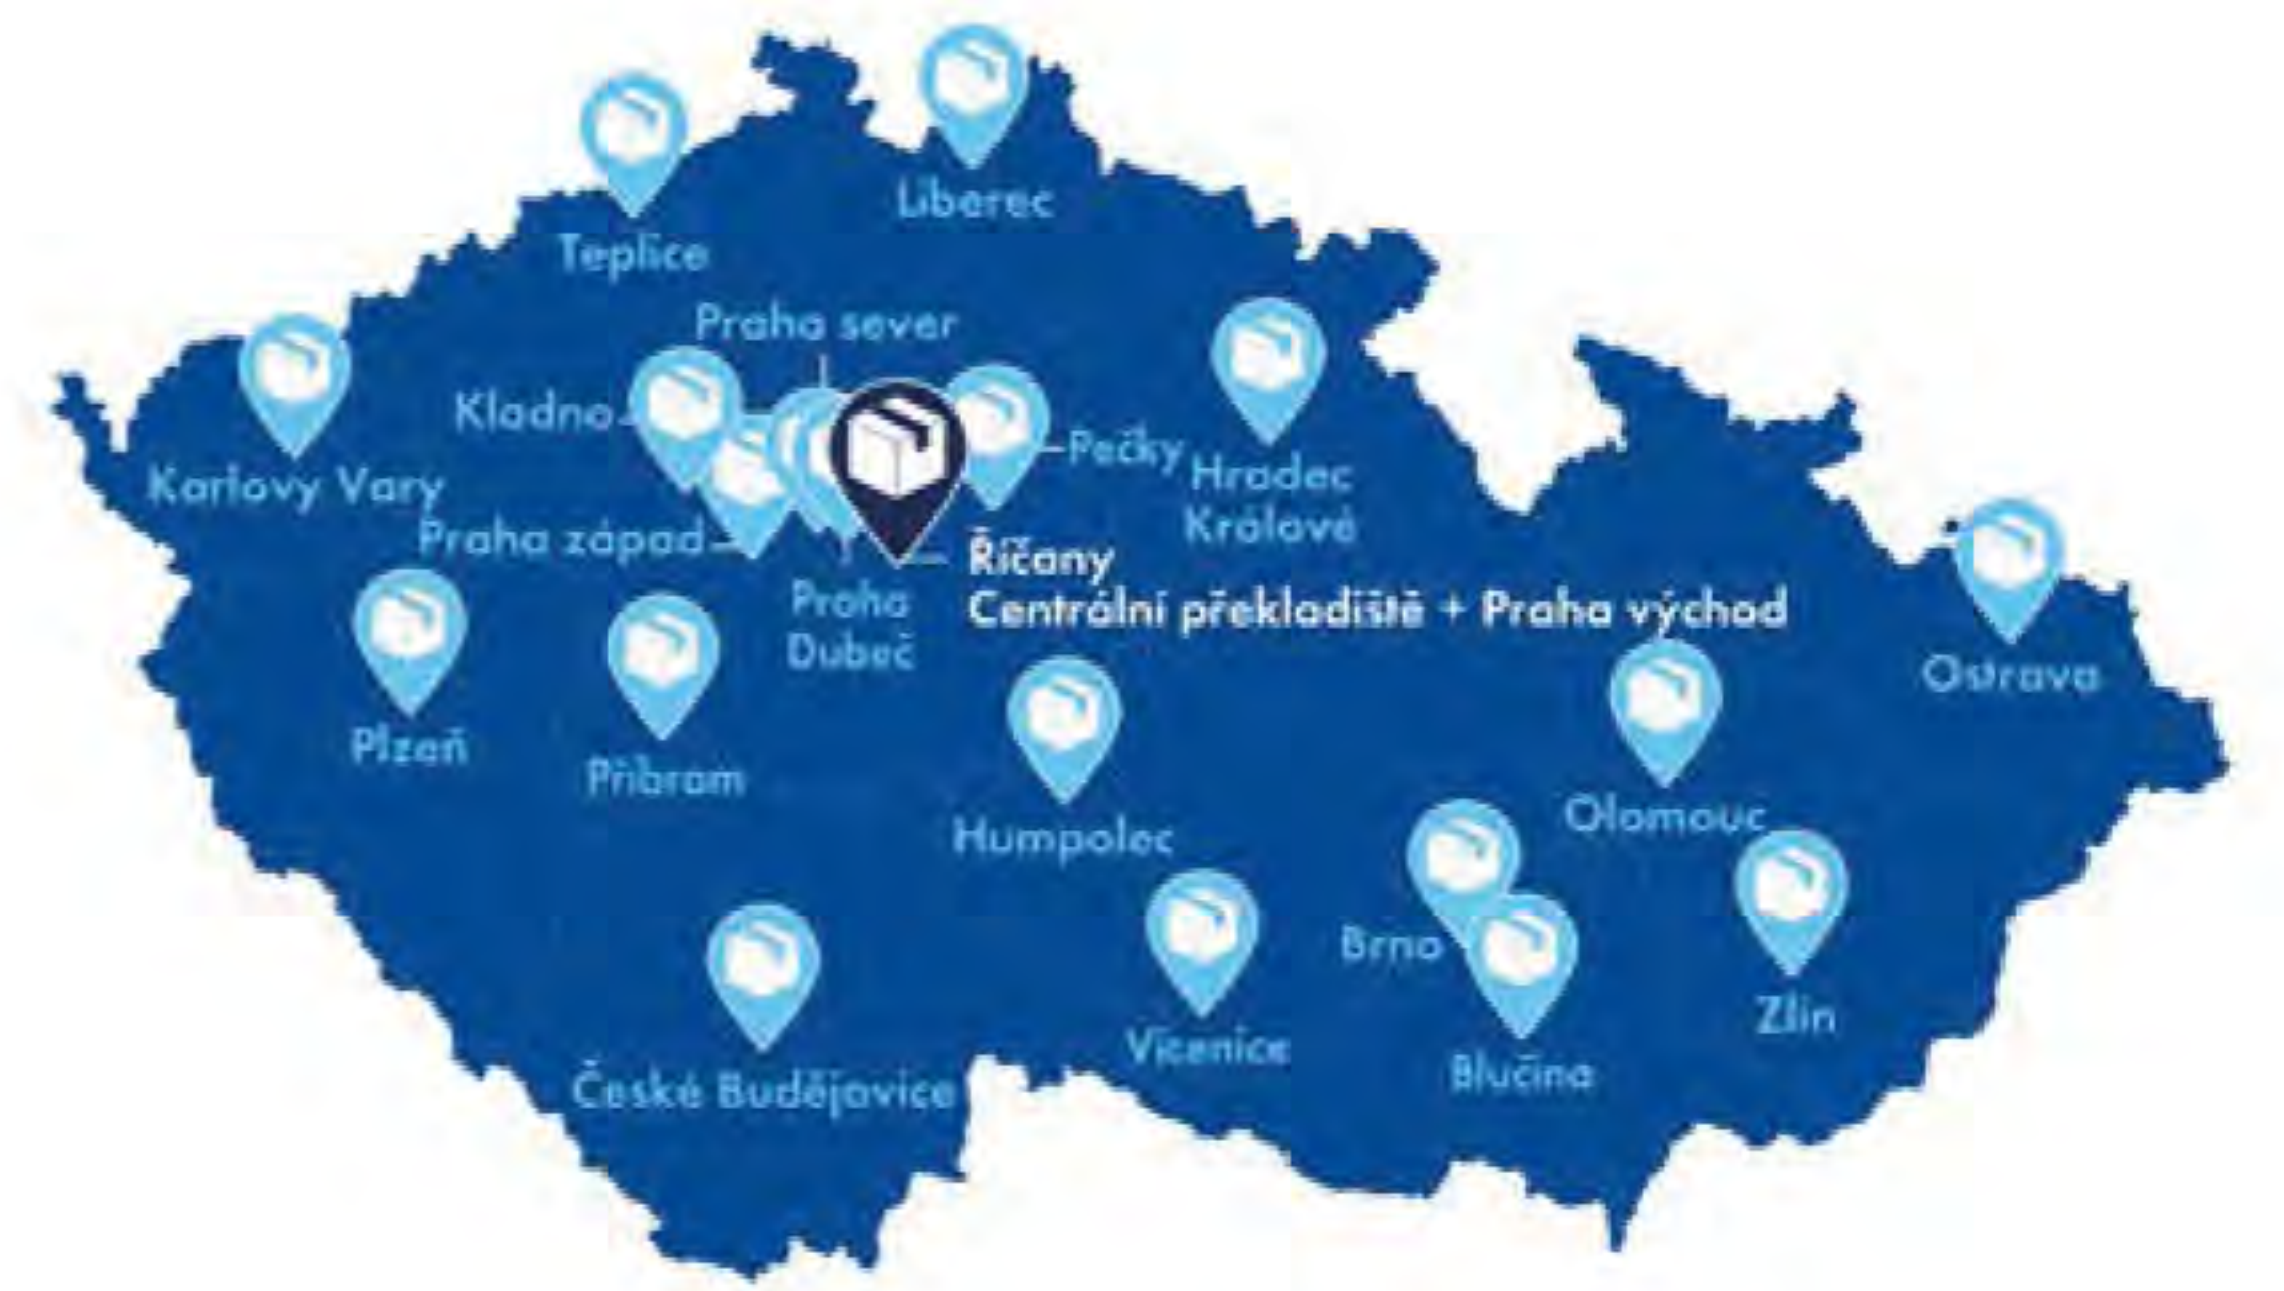 Liberec
Teplice
Praha sever
Kladno
Pečky
Hradec
Králové
Karlovy Vary
Praha západ
Říčany
Centrální překladiště + Praha východ
Praha
Dubeč
Ostrava
Plzeň
Příbram
Olomouc
Humpolec
Brno
Zlín
Vícenice
Blučina
České Budějovice